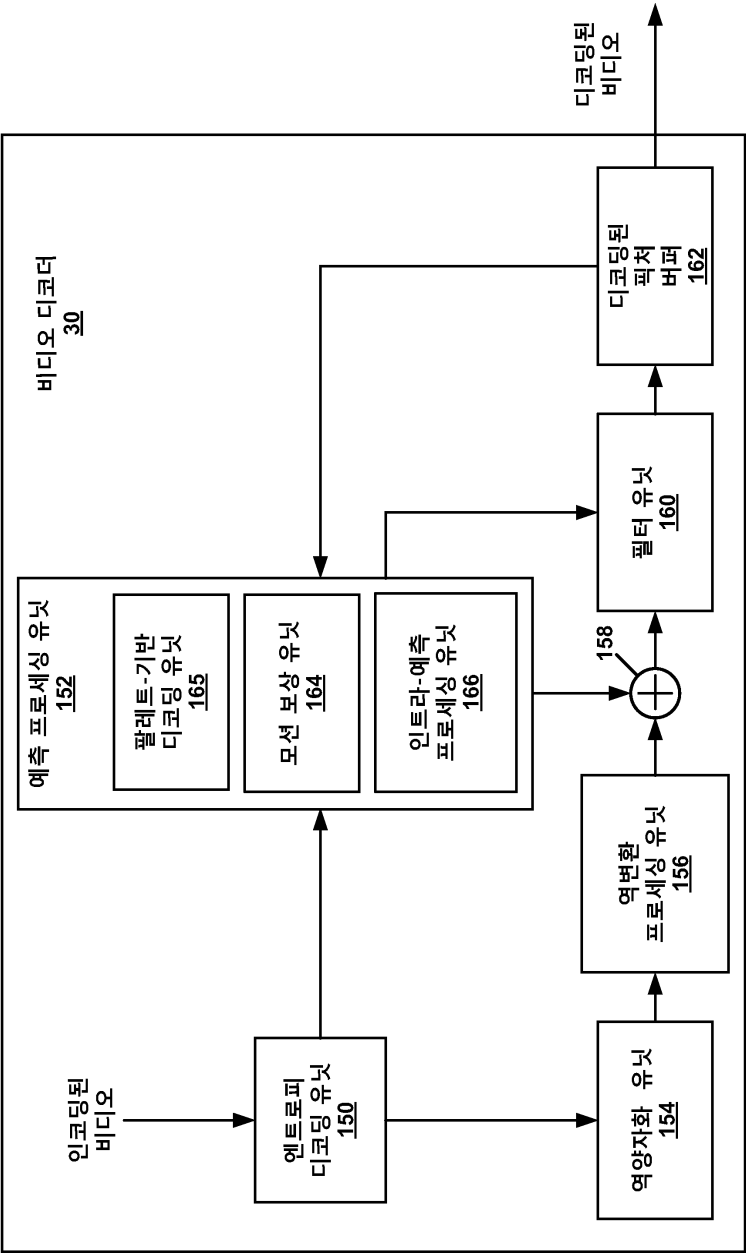 비디오 디코더
30
인코딩된
비디오
엔트로피
디코딩 유닛
150
예측 프로세싱 유닛
152
팔레트-기반
디코딩 유닛
165
모션 보상 유닛
164
인트라-예측
프로세싱 유닛
166
역양자화 유닛
154
역변환
프로세싱 유닛
156
158
필터 유닛
160
디코딩된
픽처
버퍼
162
디코딩된
비디오